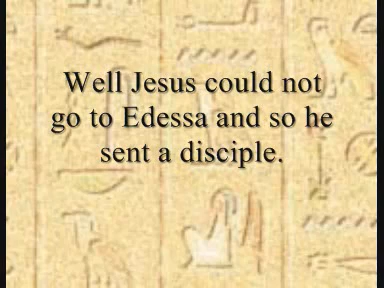 Well Jesus could not
go to Edessa and so he
sent a disciple.